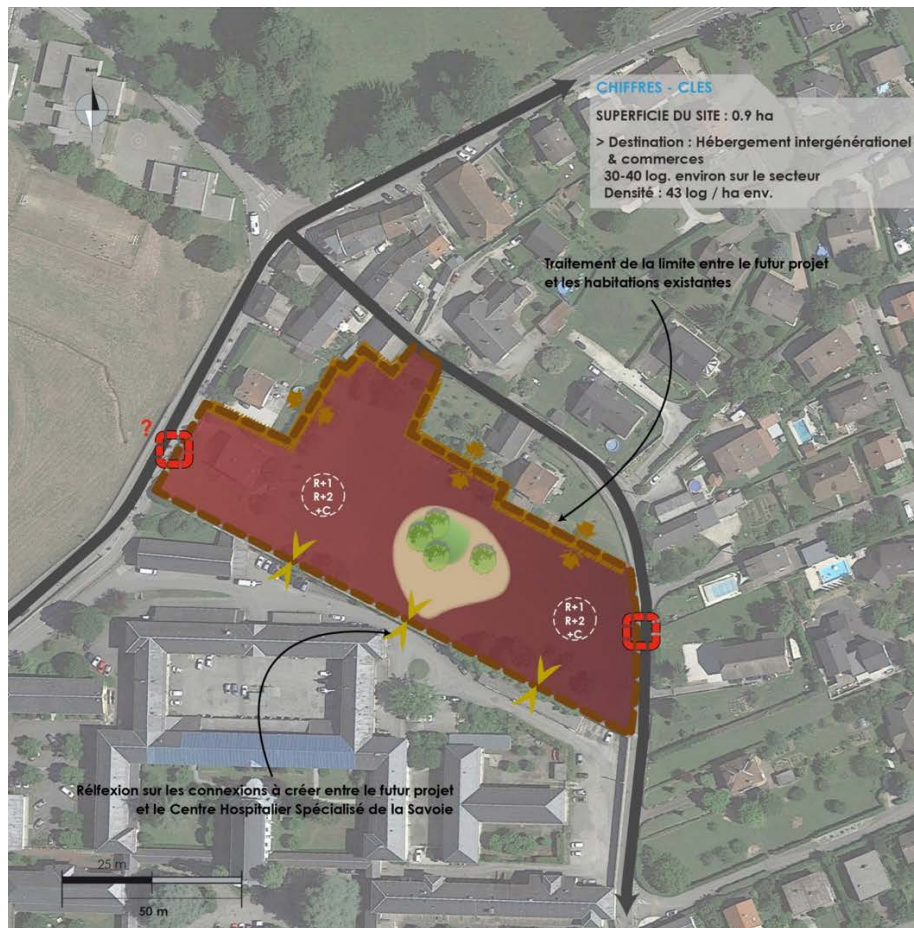 Nord
CHIFFRES - CLES
SUPERFICIE DU SITE : 0.9 ha
> Destination : Hébergement intergénérationel
& commerces
30-40 log. environ sur le secteur
Densité : 43 log / ha env.
Traitement de la limite entre le futur projet
et les habitations existantes
?
R+1
R+2
+C
R+1
R+2
+C
Rélfexion sur les connexions à créer entre le futur projet
et le Centre Hospitalier Spécialisé de la Savoie
25 m
50 m